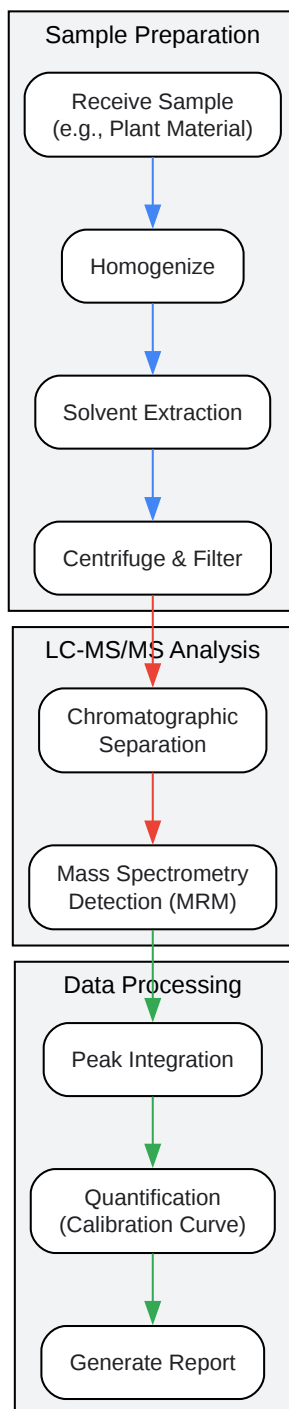 Sample Preparation
Receive Sample
(e.g., Plant Material)
Homogenize
Solvent Extraction
Centrifuge & Filter
LC-MS/MS Analysis
Chromatographic
Separation
Mass Spectrometry
Detection (MRM)
Data Processing
Peak Integration
Quantification
(Calibration Curve)
Generate Report